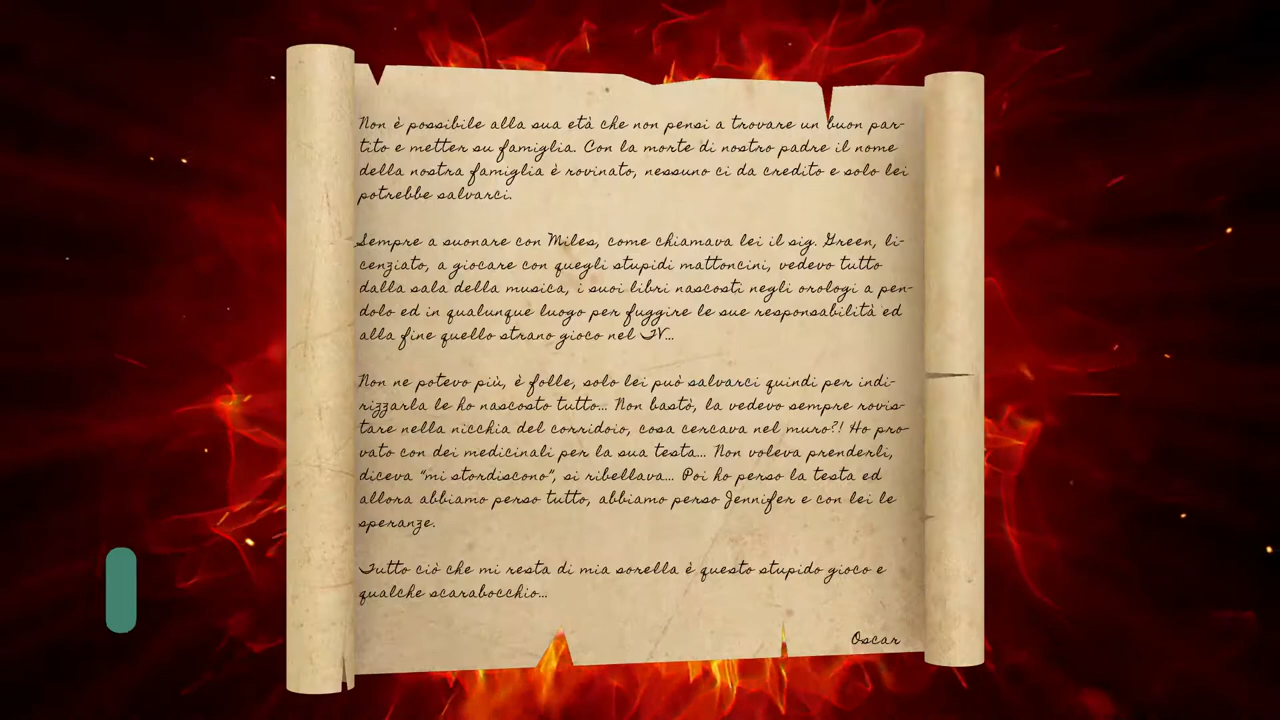 Non è possibile alla sua età che non pensi a trovare un buon par-
tito e metter su famiglia. Con la morte di nostro padre il nome
della nostra famiglia è rovinato, nessuno ci da credito e solo lei
potrebbe salvarci.
Sempre a suonare con Miles, come chiamava lei il sig. Green, li-
cenziato, a giocare con quegli stupidi mattoncini, vedevo tutto
dalla sala della musica, i suoi libri nascosti negli orologi a pen-
dolo ed in qualunque luogo per fuggire le sue responsabilità ed
alla fine quello strano gioco nel TV...
Non ne potevo più, è folle, solo lei può salvarci quindi per indi-
rizzarla le ho nascosto tutto... Non bastò, la vedevo sempre rovis-
tare nella nicchia del corridoio, cosa cercava nel muro?! Ho pro-
vato con dei medicinali per la sua testa... Non voleva prenderli,
diceva "mi stordiscono", si ribellava... Poi ho perso la testa ed
allora abbiamo perso tutto, abbiamo perso Jennifer e con lei le
speranze.
Tutto ciò che mi resta di mia sorella è questo stupido gioco e
qualche scarabocchio...
Oscar